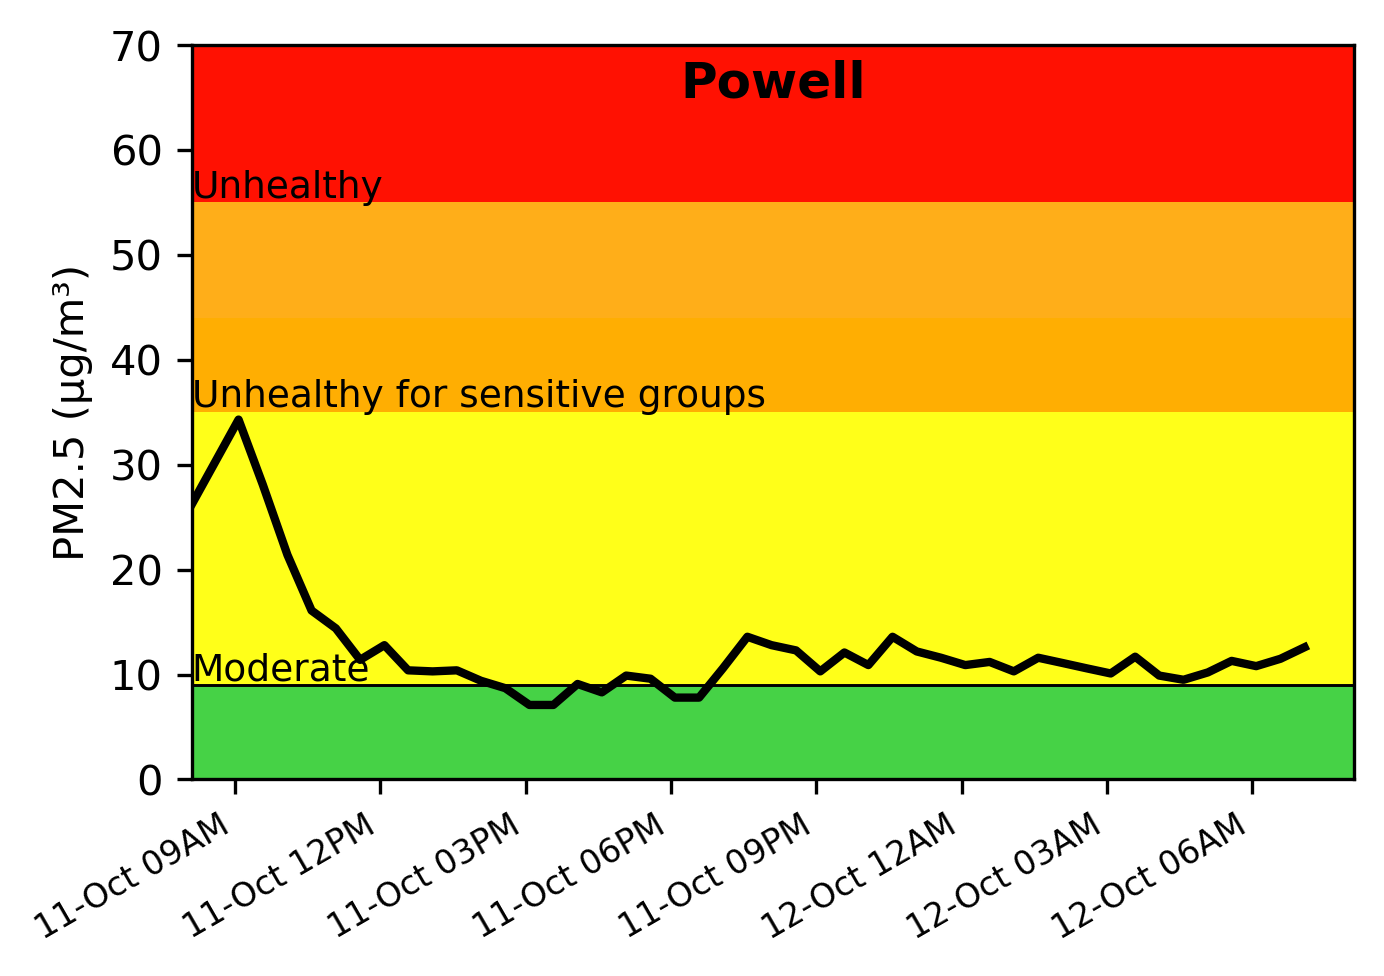 Powell
PM2.5 (µg/m³)
70
60
50
40
30
20
10
0
Unhealthy
Unhealthy for sensitive groups
Moderate
11-Oct 09AM
11-Oct 12PM
11-Oct 03PM
11-Oct 06PM
11-Oct 09PM
12-Oct 12AM
12-Oct 03AM
12-Oct 06AM